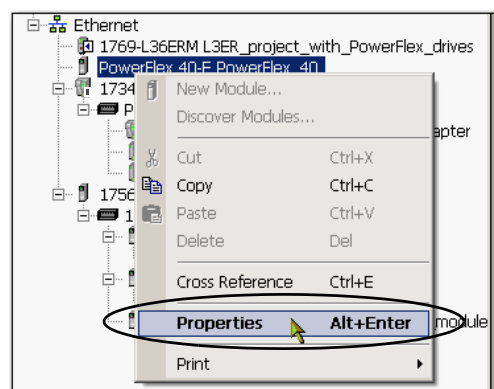 Ethernet
1769-L36ERM L3ER_project_with_PowerFlex_drives
PowerFlex 40-E PowerFlex_40
1734
New Module...
Discover Modules...
P
apter
Cut Ctrl+X
Copy Ctrl+C
1756
Paste Ctrl+V
1
Delete Del
Cross Reference Ctrl+E
Properties Alt+Enter
module
Print